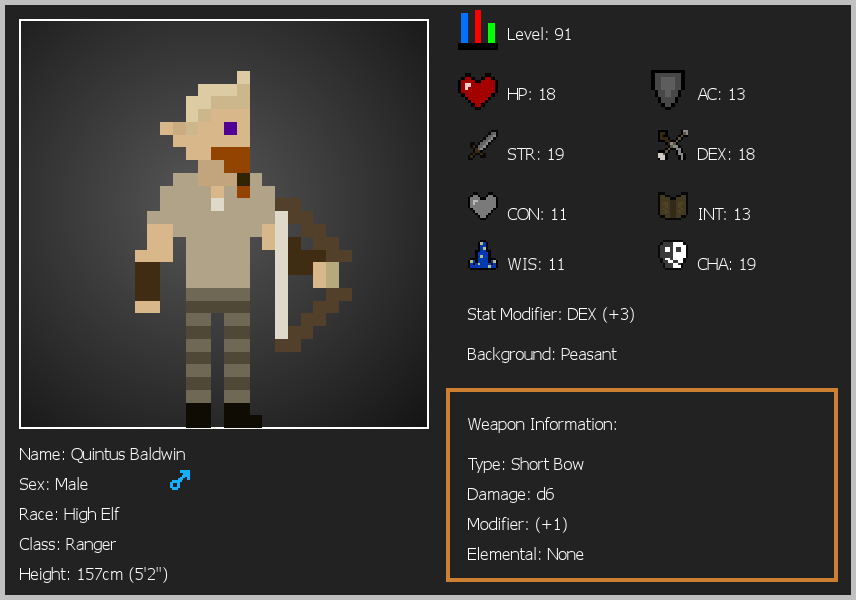 Level: 91
HP: 18
AC: 13
STR: 19
DEX: 18
CON: 11
INT: 13
WIS: 11
CHA: 19
Stat Modifier: DEX (+3)
Background: Peasant
Weapon Information:
Type: Short Bow
Damage: d6
Modifier: (+1)
Elemental: None
Name: Quintus Baldwin
Sex: Male
Race: High Elf
Class: Ranger
Height: 157cm (5'2")